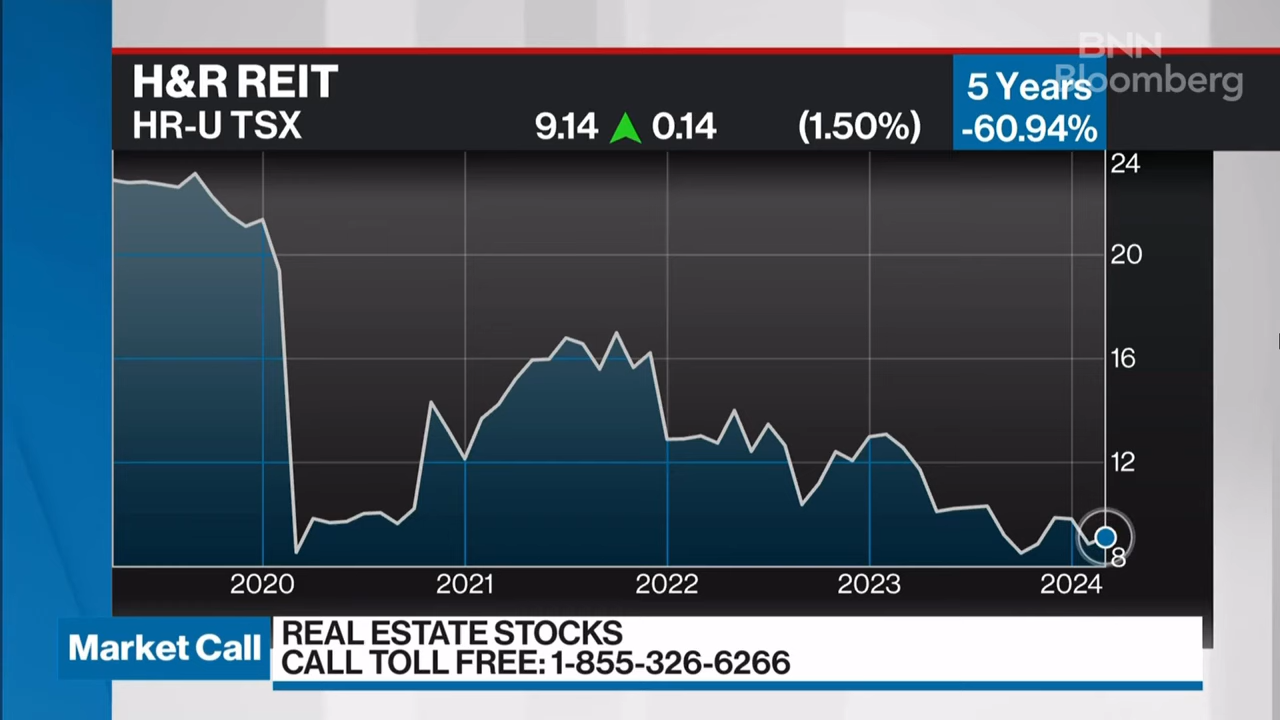 BNN
Bloomberg
H&R REIT
HR-U TSX
9.14 0.14 (1.50%)
5 Years
-60.94%
24
20
16
12
8
2020 2021 2022 2023 2024
Market Call
REAL ESTATE STOCKS
CALL TOLL FREE: 1-855-326-6266